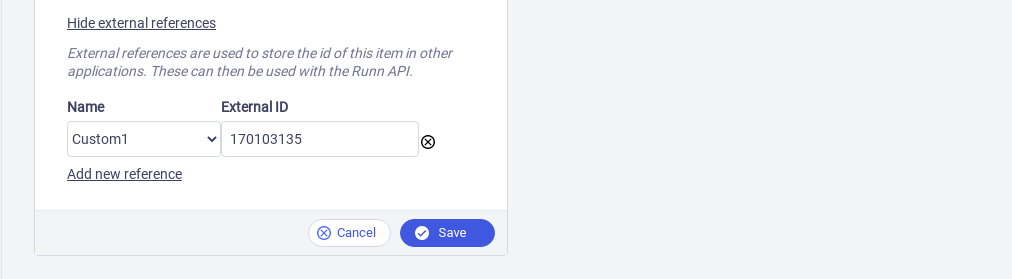 Hide external references
External references are used to store the id of this item in other
applications. These can then be used with the Runn API.
Name External ID
Custom1 170103135
Add new reference
Cancel Save